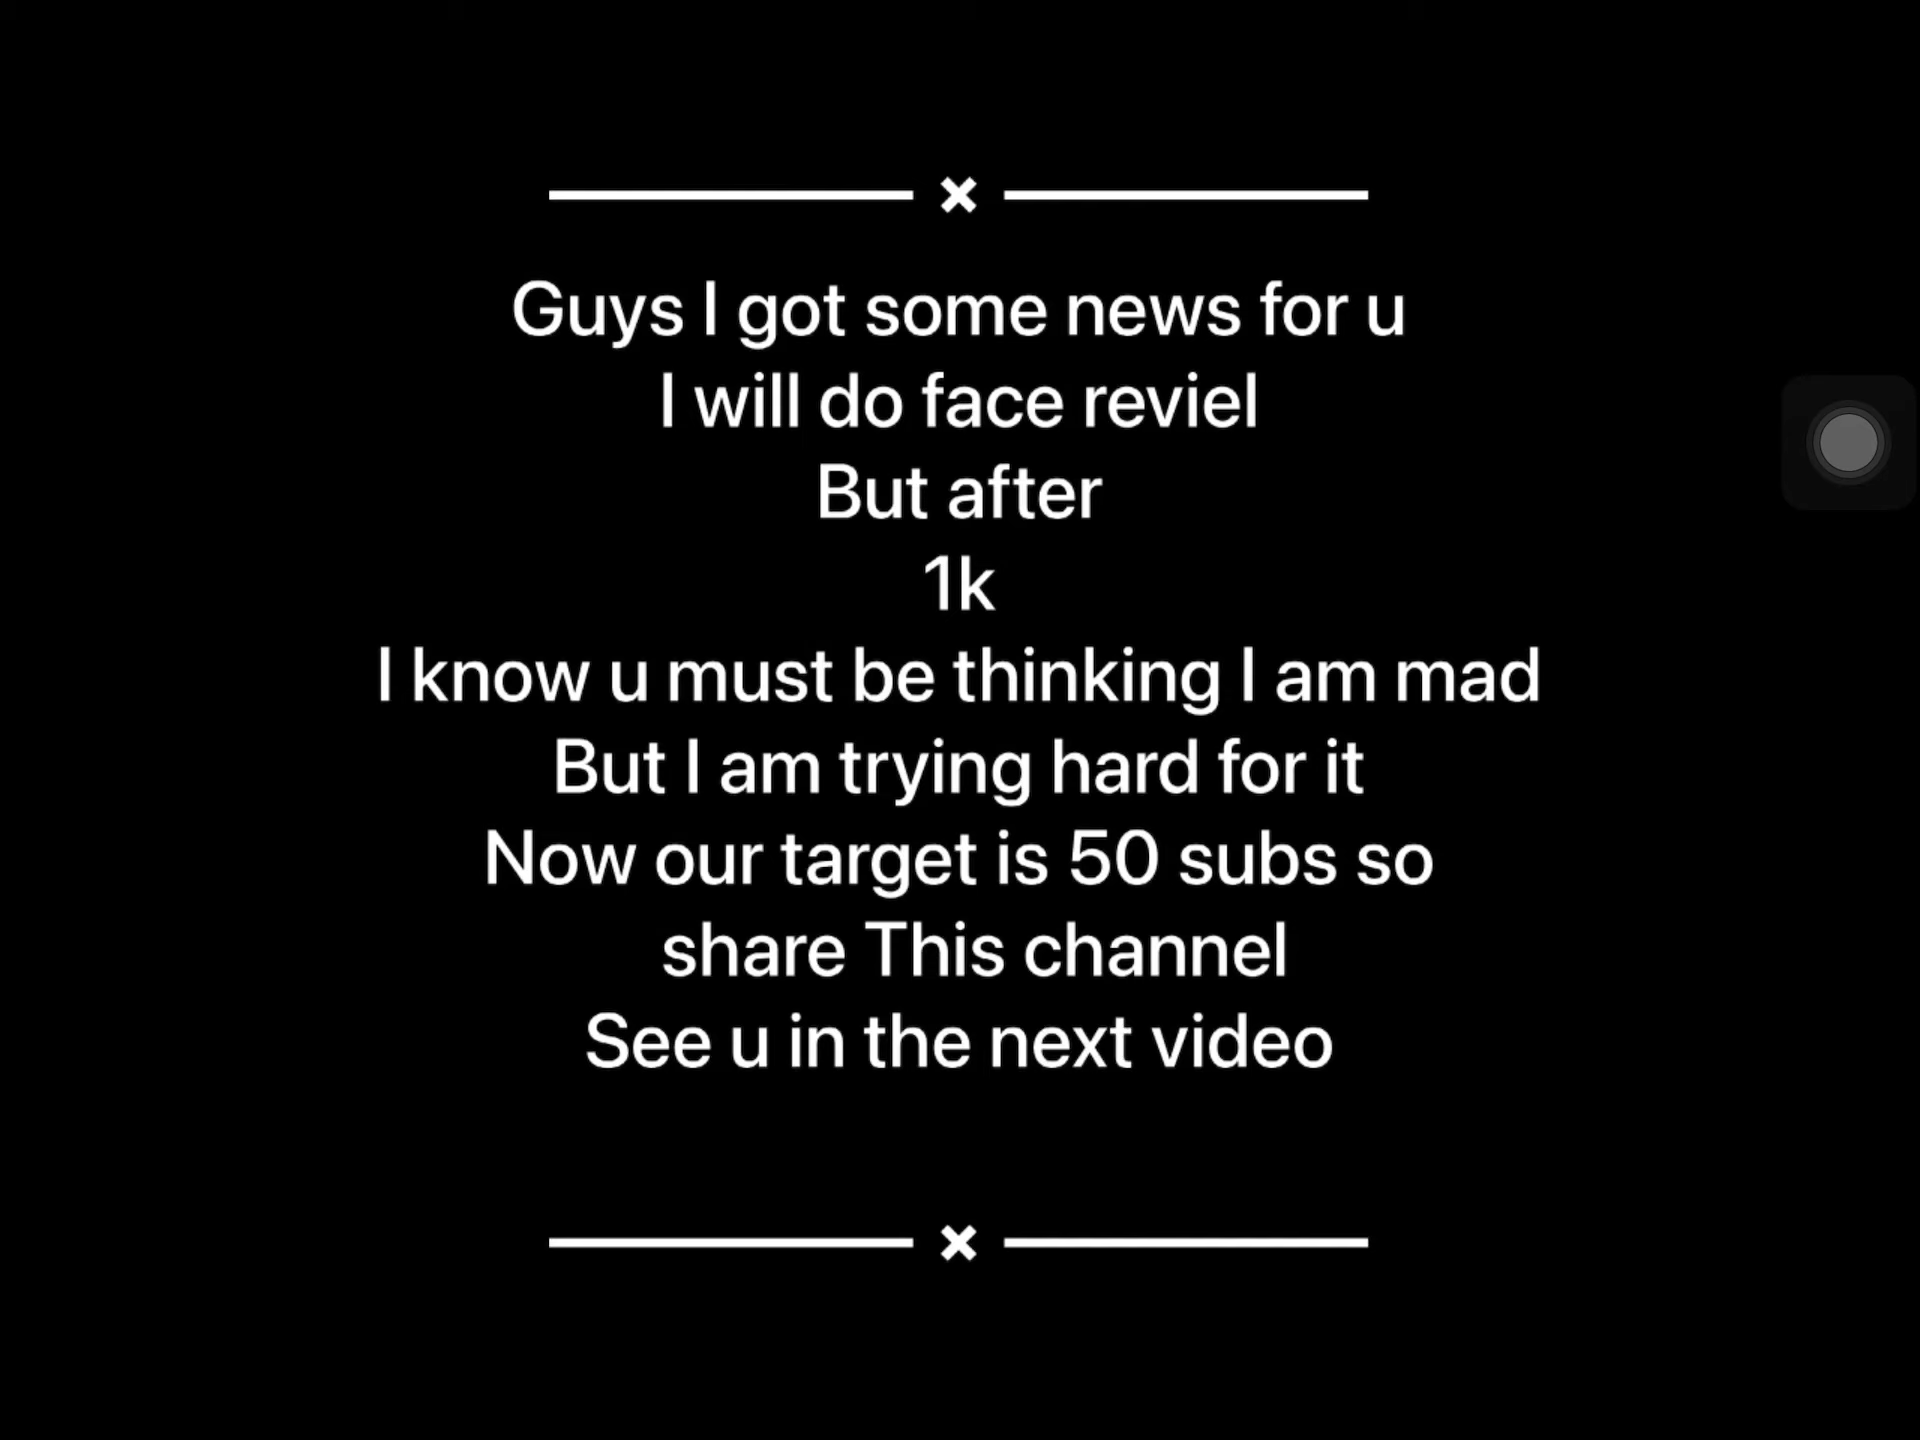 Guys I got some news for u
I will do face reviel
But after
1k
I know u must be thinking I am mad
But I am trying hard for it
Now our target is 50 subs so
share This channel
See u in the next video